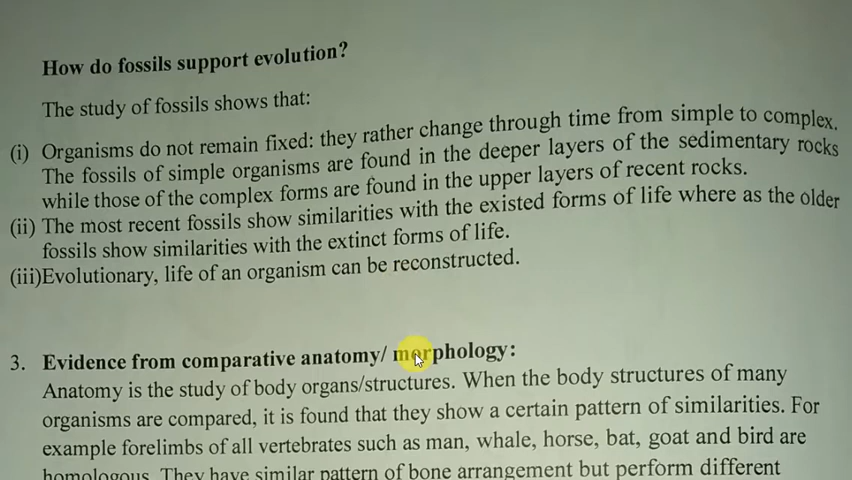 How do fossils support evolution?
The study of fossils shows that:
(i) Organisms do not remain fixed: they rather change through time from simple to complex.
The fossils of simple organisms are found in the deeper layers of the sedimentary rocks
while those of the complex forms are found in the upper layers of recent rocks.
(ii) The most recent fossils show similarities with the existed forms of life where as the older
fossils show similarities with the extinct forms of life.
(iii)Evolutionary, life of an organism can be reconstructed.
3. Evidence from comparative anatomy/ morphology:
Anatomy is the study of body organs/structures. When the body structures of many
organisms are compared, it is found that they show a certain pattern of similarities. For
example forelimbs of all vertebrates such as man, whale, horse, bat, goat and bird are
homologous. They have similar pattern of bone arrangement but perform different